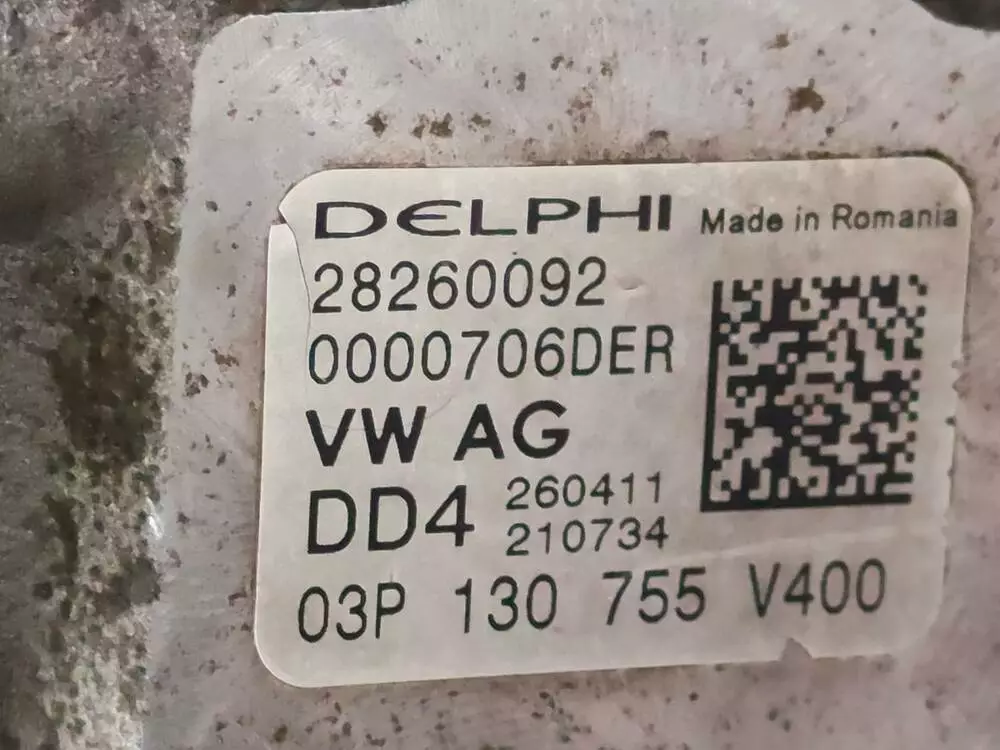 DELPHI Made in Romania
28260092
0000706DER
VW AG
DD4 260411
210734
03P 130 755 V400